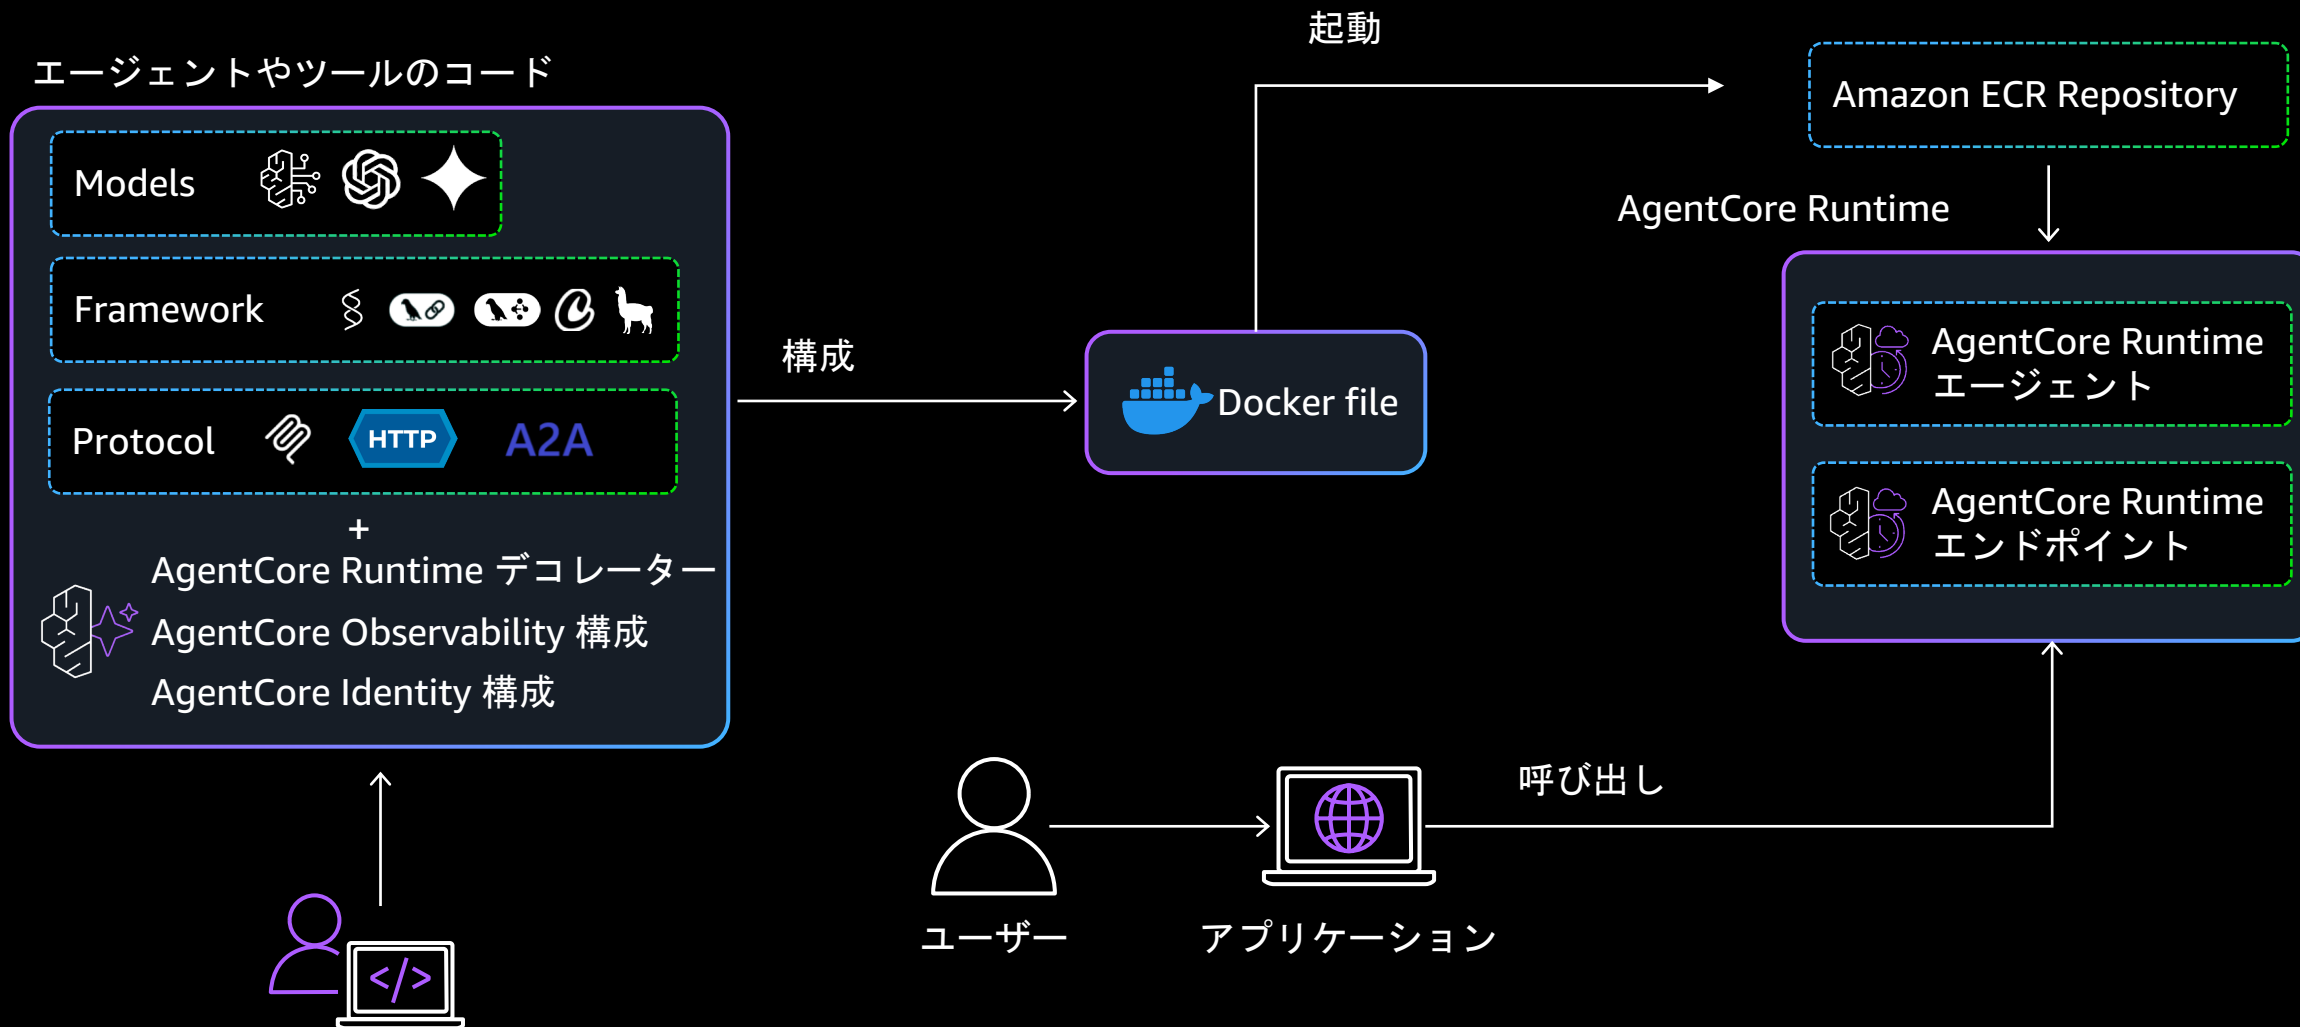 エージェントやツールのコード
Models
Framework
Protocol
HTTP
A2A
+
AgentCore Runtime デコレーター
AgentCore Observability 構成
AgentCore Identity 構成
</>
構成
Docker file
起動
Amazon ECR Repository
AgentCore Runtime
AgentCore Runtime
エージェント
AgentCore Runtime
エンドポイント
呼び出し
ユーザー
アプリケーション